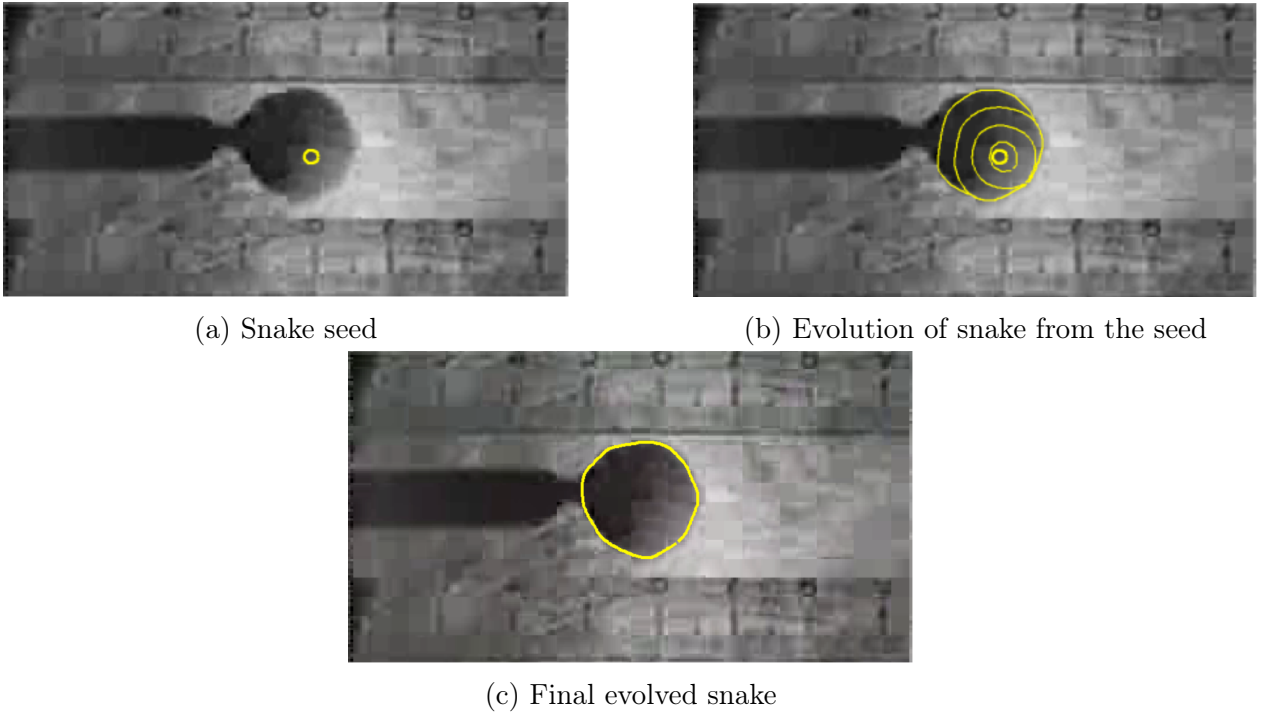 (a) Snake seed
(b) Evolution of snake from the seed
(c) Final evolved snake